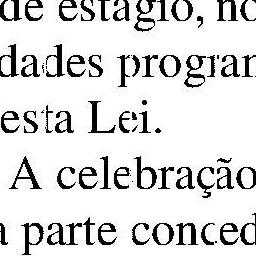 de estágio, no
dades progran
esta Lei.
A celebração
a parte conced